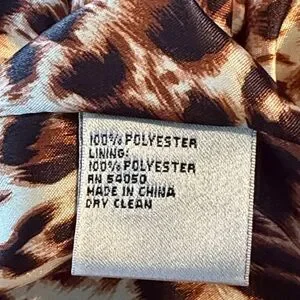 100% POLYESTER
LINING:
100% POLYESTER
RN 54050
MADE IN CHINA
DRY CLEAN